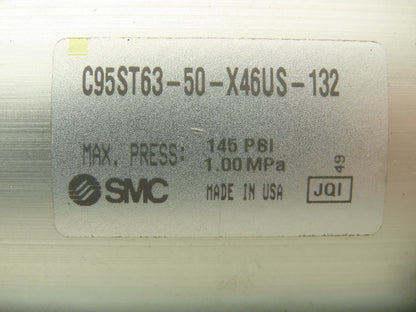 C95ST63-50-X46US-132
MAX. PRESS: 145 PSI
1.00 MPa
SMC MADE IN USA JQI 49